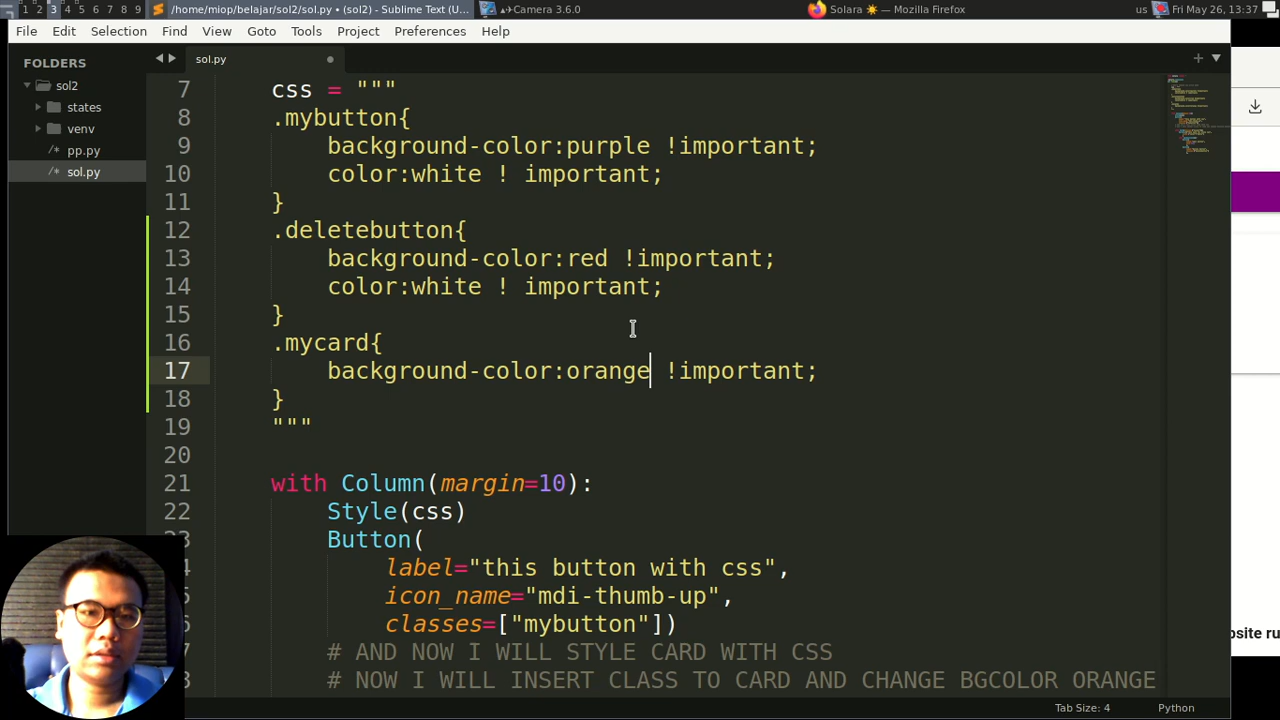 1 2 3 4 5 6 7 8 9 /home/miop/belajar/sol2/sol.py • (sol2) - Sublime Text (U... Camera 3.6.0 Solara ☀️ — Mozilla Firefox us Fri May 26, 13:37
File Edit Selection Find View Goto Tools Project Preferences Help
FOLDERS
sol2
states
venv
/* pp.py
/* sol.py
sol.py
7 css = """
8 .mybutton{
9 background-color:purple !important;
10 color:white ! important;
11 }
12 .deletebutton{
13 background-color:red !important;
14 color:white ! important;
15 }
16 .mycard{
17 background-color:orange !important;
18 }
19 """
20
21 with Column(margin=10):
22 Style(css)
23 Button(
4 label="this button with css",
5 icon_name="mdi-thumb-up",
6 classes=["mybutton"])
7 # AND NOW I WILL STYLE CARD WITH CSS
8 # NOW I WILL INSERT CLASS TO CARD AND CHANGE BGCOLOR ORANGE
Tab Size: 4 Python